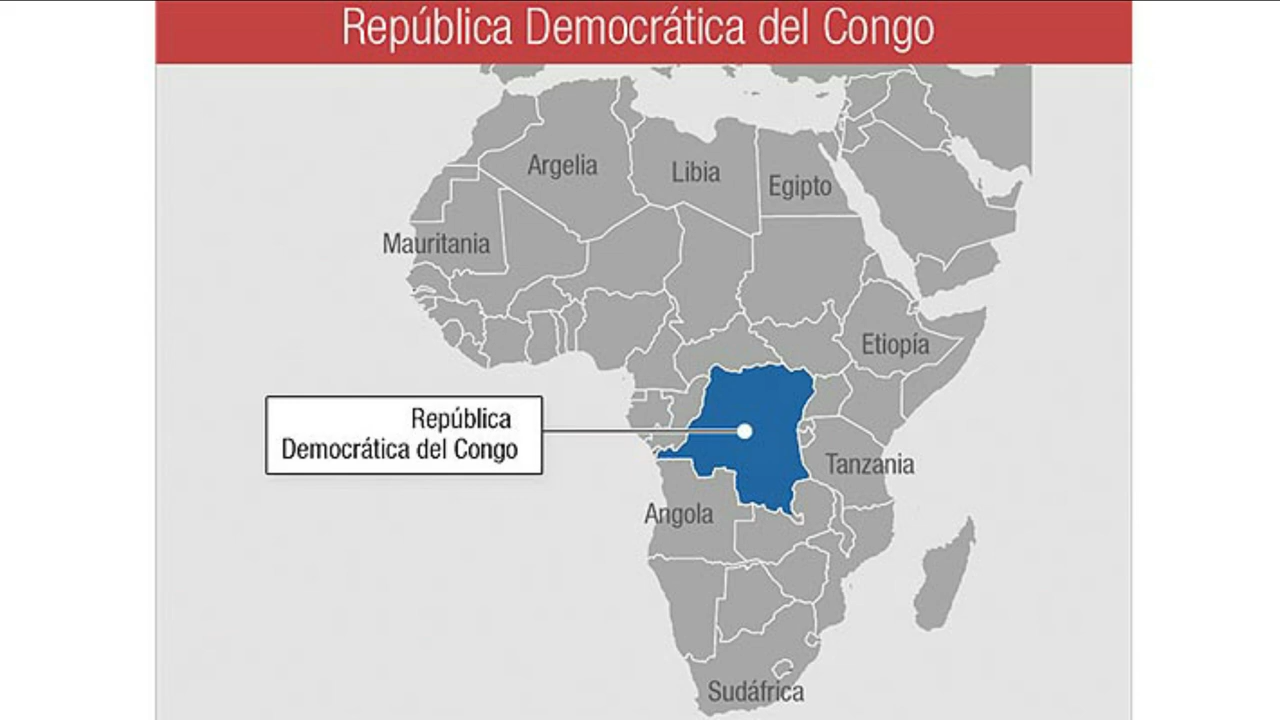 República Democrática del Congo
Argelia
Libia
Egipto
Mauritania
Etiopía
República
Democrática del Congo
Tanzania
Angola
Sudáfrica